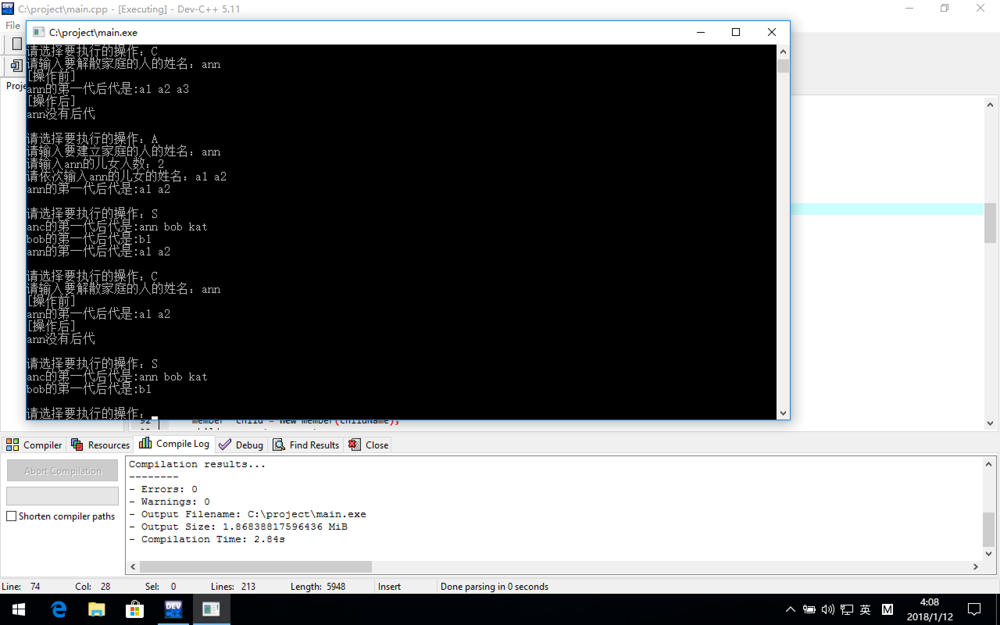 C:\project\main.cpp - [Executing] - Dev-C++ 5.11
File
C:\project\main.exe
Proje
请选择要执行的操作：C
请输入要解散家庭的人的姓名：ann
[操作前]
ann的第一代后代是:a1 a2 a3
[操作后]
ann没有后代
请选择要执行的操作：A
请输入要建立家庭的人的姓名：ann
请输入ann的儿女人数：2
请依次输入ann的儿女的姓名：a1 a2
ann的第一代后代是:a1 a2
请选择要执行的操作：S
anc的第一代后代是:ann bob kat
bob的第一代后代是:b1
ann的第一代后代是:a1 a2
请选择要执行的操作：C
请输入要解散家庭的人的姓名：ann
[操作前]
ann的第一代后代是:a1 a2
[操作后]
ann没有后代
请选择要执行的操作：S
anc的第一代后代是:ann bob kat
bob的第一代后代是:b1
请选择要执行的操作：
92 member child = new member(childName);
Compiler Resources Compile Log Debug Find Results Close
Abort Compilation
Shorten compiler paths
Compilation results...
--------
- Errors: 0
- Warnings: 0
- Output Filename: C:\project\main.exe
- Output Size: 1.86838817596436 MiB
- Compilation Time: 2.84s
Line: 74 Col: 28 Sel: 0 Lines: 213 Length: 5948 Insert Done parsing in 0 seconds
DEV C++
英 M
4:08
2018/1/12